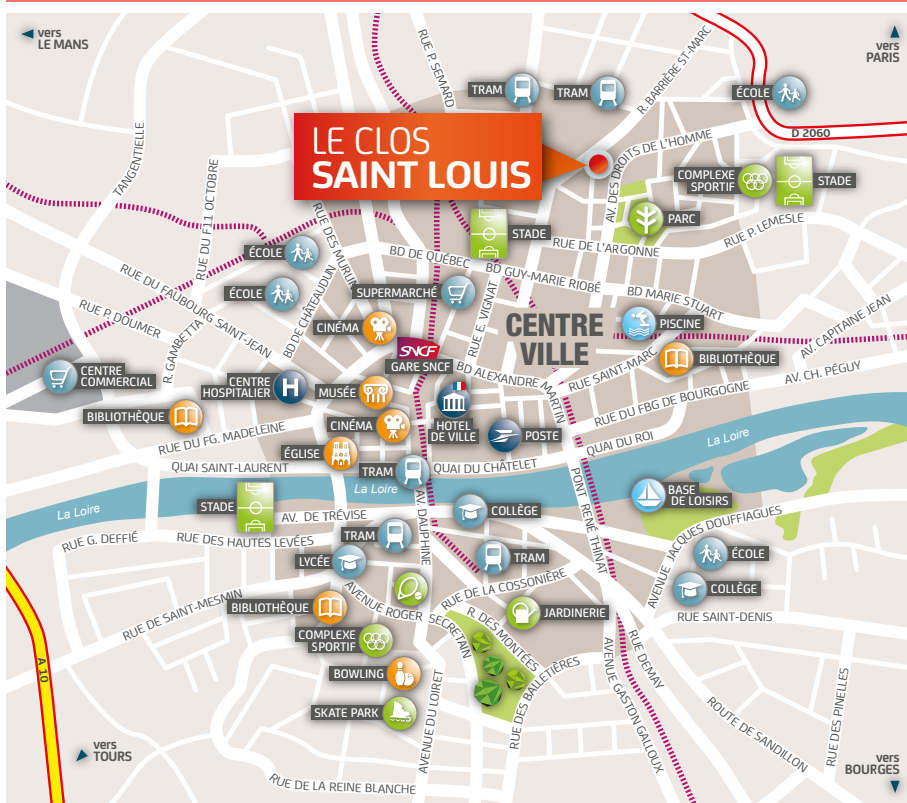 vers
LE MANS
vers
PARIS
RUE P. SEMARD
TRAM
TRAM
R. BARRIÈRE ST-MARC
ÉCOLE
D 2060
LE CLOS
SAINT LOUIS
AV. DES DROITS DE L'HOMME
COMPLEXE
SPORTIF
STADE
TANGENTIELLE
RUE DU F11 OCTOBRE
RUE DES MURLINS
PARC
STADE
RUE DE L'ARGONNE
RUE P. LEMESLE
ÉCOLE
BD DE QUÉBEC
BD GUY-MARIE RIOBÉ
RUE DU FAUBOURG SAINT-JEAN
ÉCOLE
BD DE CHÂTEAUDUN
SUPERMARCHÉ
RUE E. VIGNAT
BD MARIE STUART
RUE P. DOUMER
R. GAMBETTA
CINÉMA
CENTRE
VILLE
PISCINE
AV. CAPITAINE JEAN
SNCF
GARE SNCF
RUE SAINT-MARC
BIBLIOTHÈQUE
CENTRE
COMMERCIAL
CENTRE
HOSPITALIER
H
MUSÉE
BD ALEXANDRE MARTIN
AV. CH. PÉGUY
RUE DU FBG DE BOURGOGNE
BIBLIOTHÈQUE
CINÉMA
HOTEL
DE VILLE
POSTE
RUE DU FG. MADELEINE
QUAI DU ROI
La Loire
ÉGLISE
QUAI SAINT-LAURENT
TRAM
QUAI DU CHÂTELET
La Loire
PONT RENÉ THINAT
BASE
DE LOISIRS
La Loire
STADE
AV. DE TRÉVISE
AV. DAUPHINE
COLLÈGE
AVENUE JACQUES DOUFFIAGUES
RUE G. DEFFIÉ
RUE DES HAUTES LEVÉES
TRAM
ÉCOLE
LYCÉE
TRAM
RUE DE LA COSSONIÈRE
COLLÈGE
RUE DE SAINT-MESMIN
BIBLIOTHÈQUE
AVENUE ROGER SECRETAIN
JARDINERIE
RUE SAINT-DENIS
COMPLEXE
SPORTIF
R. DES MONTÉES
RUE DEMAY
A 10
BOWLING
RUE DES BALLETIÈRES
AVENUE GASTON GALLOUX
SKATE PARK
AVENUE DU LOIRET
ROUTE DE SANDILLON
RUE DES PINELLES
vers
TOURS
RUE DE LA REINE BLANCHE
vers
BOURGES